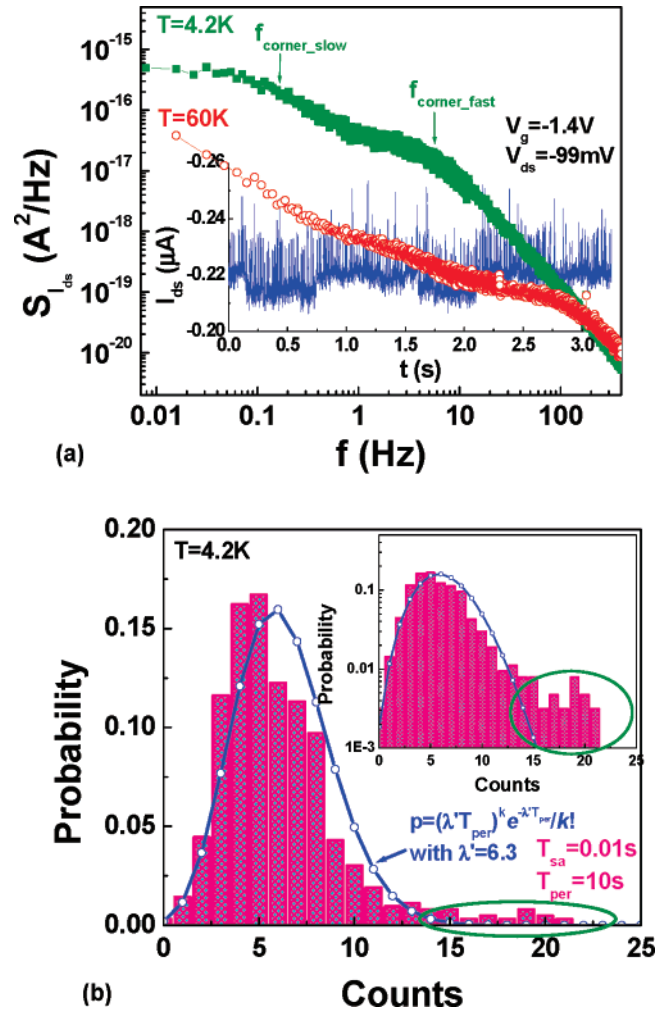 T=4.2K
f_corner_slow
f_corner_fast
T=60K
V_g=-1.4V
V_ds=-99mV
10^-15
10^-16
10^-17
10^-18
10^-19
10^-20
S_I_ds (A^2/Hz)
-0.26
-0.24
-0.22
-0.20
I_ds (μA)
0.0 0.5 1.0 1.5 2.0 2.5 3.0
t (s)
0.01 0.1 1 10 100
f (Hz)
(a)
T=4.2K
0.20
0.15
0.10
0.05
0.00
Probability
0.1
0.01
1E-3
Probability
0 5 10 15 20 25
Counts
p=(λ'T_per)^k e^-λ'T_per/k!
with λ'=6.3
T_sa=0.01s
T_per=10s
0 5 10 15 20 25
Counts
(b)